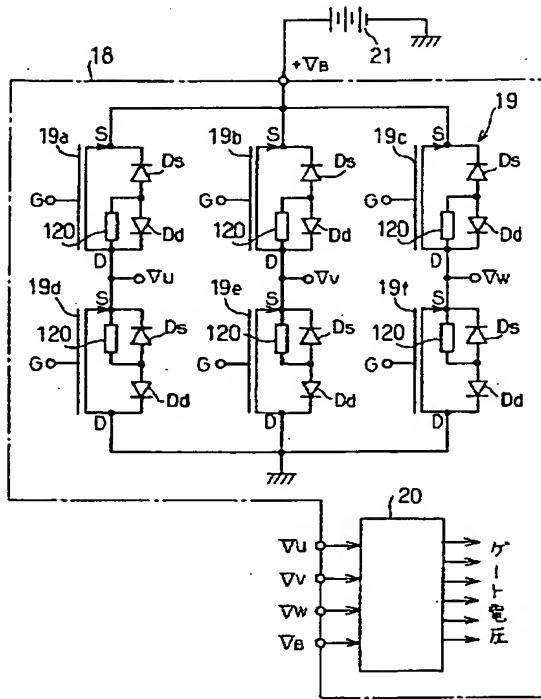 18
+VB
21
19
19a
S
Ds
G
120
Dd
D
19b
S
Ds
G
120
Dd
D
19c
S
Ds
G
120
Dd
D
Vu
Vv
Vw
19d
S
120
Ds
G
Dd
D
19e
S
120
Ds
G
Dd
D
19f
S
120
Ds
G
Dd
D
20
VU
VV
VW
VB
ゲート電圧